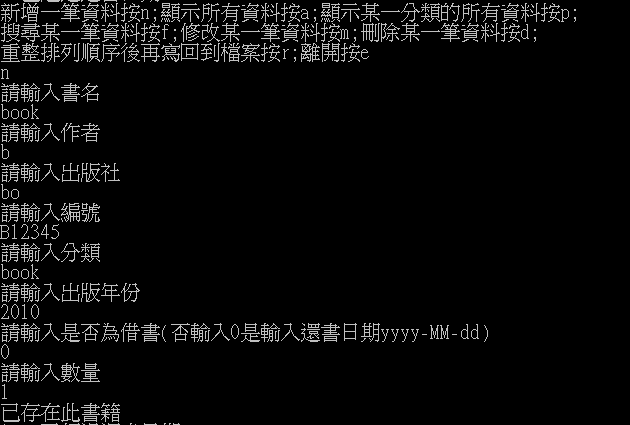 新增一筆資料按n;顯示所有資料按a;顯示某一分類的所有資料按p;
搜尋某一筆資料按f;修改某一筆資料按m;刪除某一筆資料按d;
重整排列順序後再寫回到檔案按r;離開按e
n
請輸入書名
book
請輸入作者
b
請輸入出版社
bo
請輸入編號
B12345
請輸入分類
book
請輸入出版年份
2010
請輸入是否為借書(否輸入0是輸入還書日期yyyy-MM-dd)
0
請輸入數量
1
已存在此書籍